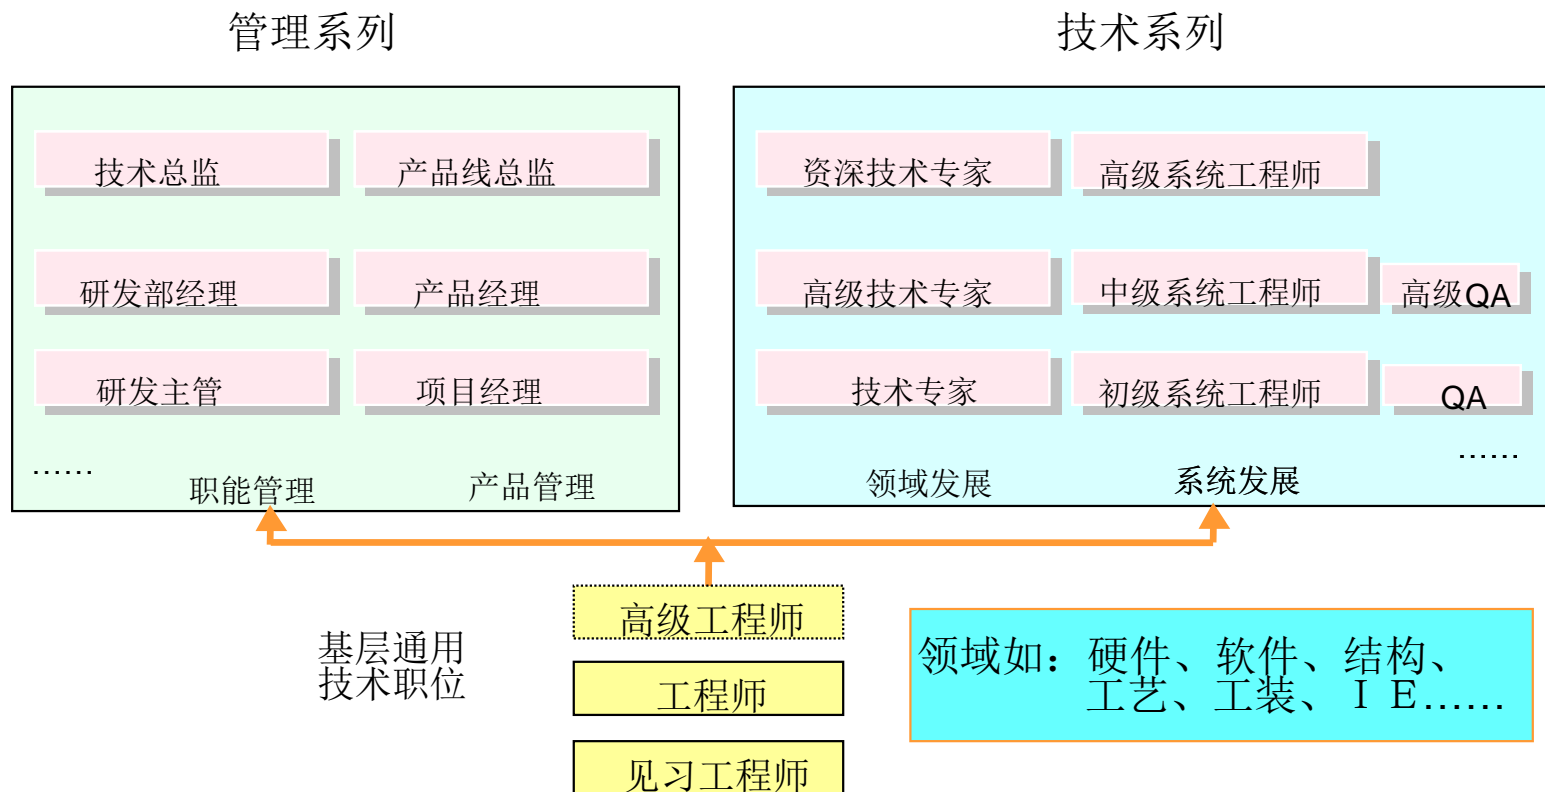 管理系列
技术系列
技术总监
产品线总监
资深技术专家
高级系统工程师
研发部经理
产品经理
高级技术专家
中级系统工程师
高级QA
研发主管
项目经理
技术专家
初级系统工程师
QA
……
职能管理
产品管理
领域发展
系统发展
……
高级工程师
基层通用
技术职位
工程师
见习工程师
领域如：硬件、软件、结构、
工艺、工装、ＩＥ……